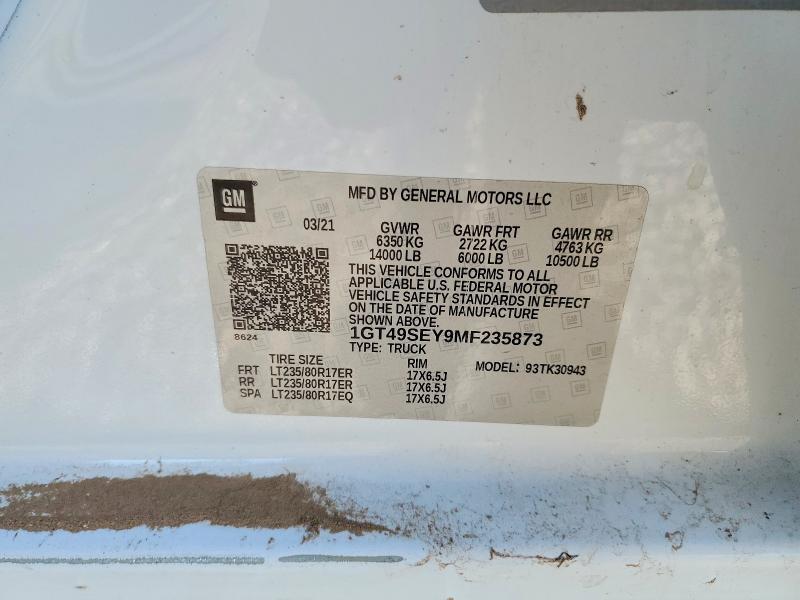 GM
MFD BY GENERAL MOTORS LLC
03/21 GVWR GAWR FRT GAWR RR
6350 KG 2722 KG 4763 KG
14000 LB 6000 LB 10500 LB
THIS VEHICLE CONFORMS TO ALL
APPLICABLE U.S. FEDERAL MOTOR
VEHICLE SAFETY STANDARDS IN EFFECT
ON THE DATE OF MANUFACTURE
SHOWN ABOVE.
8624
1GT49SEY9MF235873
TYPE: TRUCK
TIRE SIZE RIM MODEL: 93TK30943
FRT LT235/80R17ER 17X6.5J
RR LT235/80R17ER 17X6.5J
SPA LT235/80R17EQ 17X6.5J